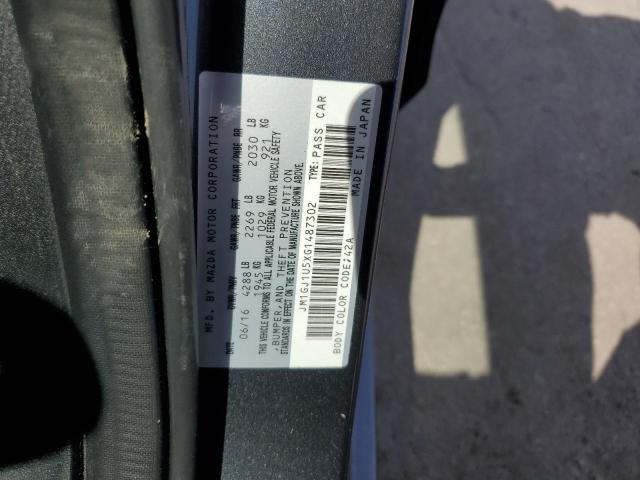 MFD. BY MAZDA MOTOR CORPORATION
DATE GVWR/PNBV GAWR/PNBE FRT GAWR/PNBE RR
06/16 4288 LB 2269 LB 2030 LB
1945 KG 1029 KG 921 KG
THIS VEHICLE CONFORMS TO ALL APPLICABLE FEDERAL MOTOR VEHICLE SAFETY
,BUMPER,AND THEFT PREVENTION
STANDARDS IN EFFECT ON THE DATE OF MANUFACTURE SHOWN ABOVE.
JM1GJ1U5XG1487302 TYPE: PASS CAR
BODY COLOR CODE:42A MADE IN JAPAN